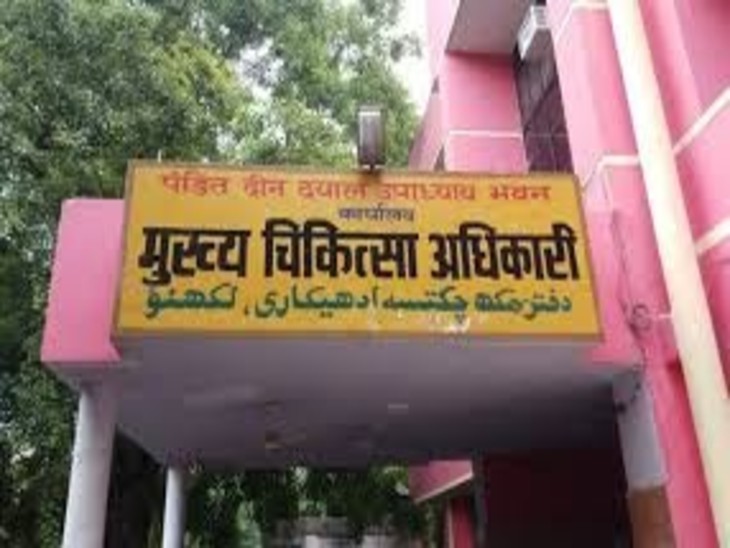 पंडित दीन दयाल उपाध्याय भवन
कार्यालय
मुख्य चिकित्सा अधिकारी
دفتر مکھ چکتسہ ادھیکاری، لکھنؤ